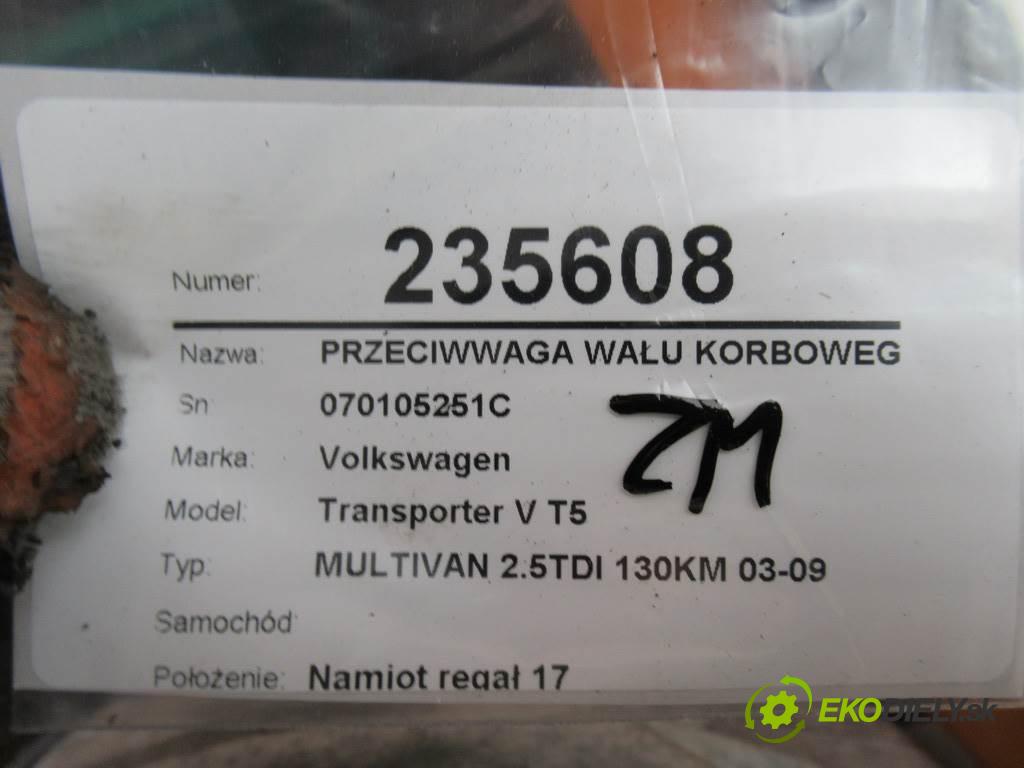 Numer: 235608
Nazwa: PRZECIWWAGA WAŁU KORBOWEG
Sn 070105251C
ZM
Marka: Volkswagen
Model: Transporter V T5
Typ: MULTIVAN 2.5TDI 130KM 03-09
Samochód
Położenie: Namiot regał 17
EKODIELY.sk